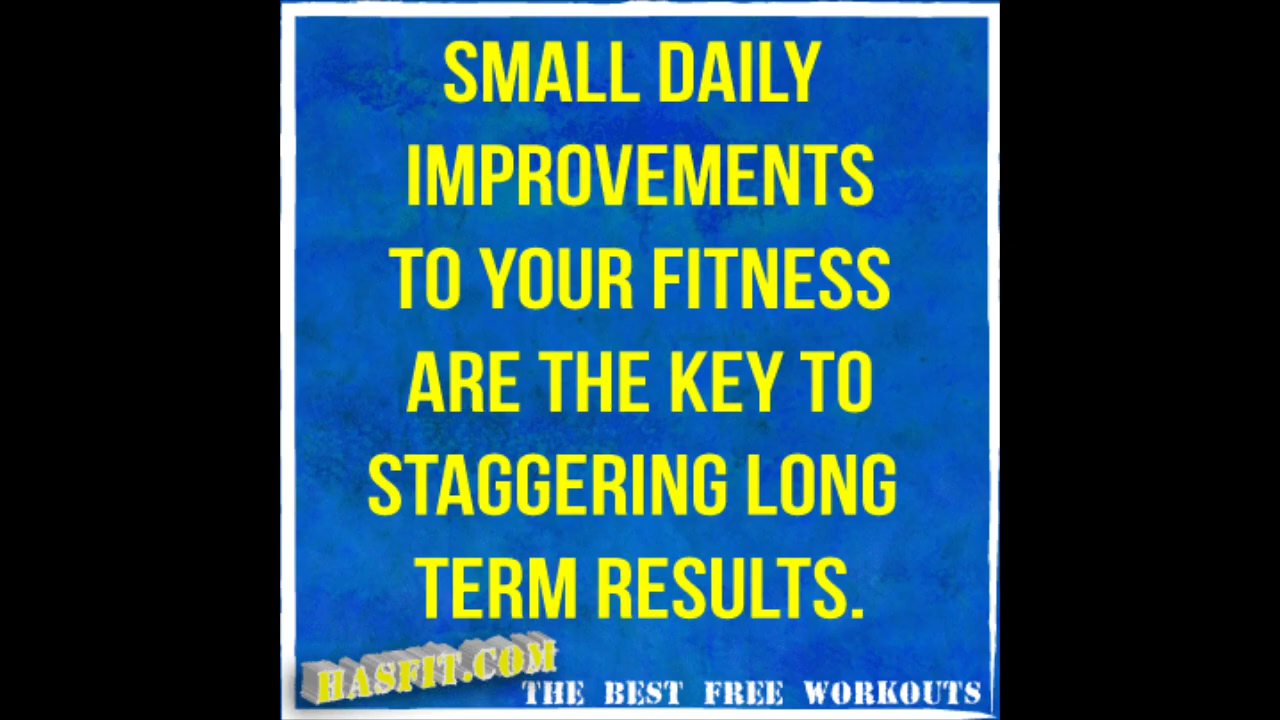 SMALL DAILY
IMPROVEMENTS
TO YOUR FITNESS
ARE THE KEY TO
STAGGERING LONG
TERM RESULTS.
HASFIT.COM
THE BEST FREE WORKOUTS